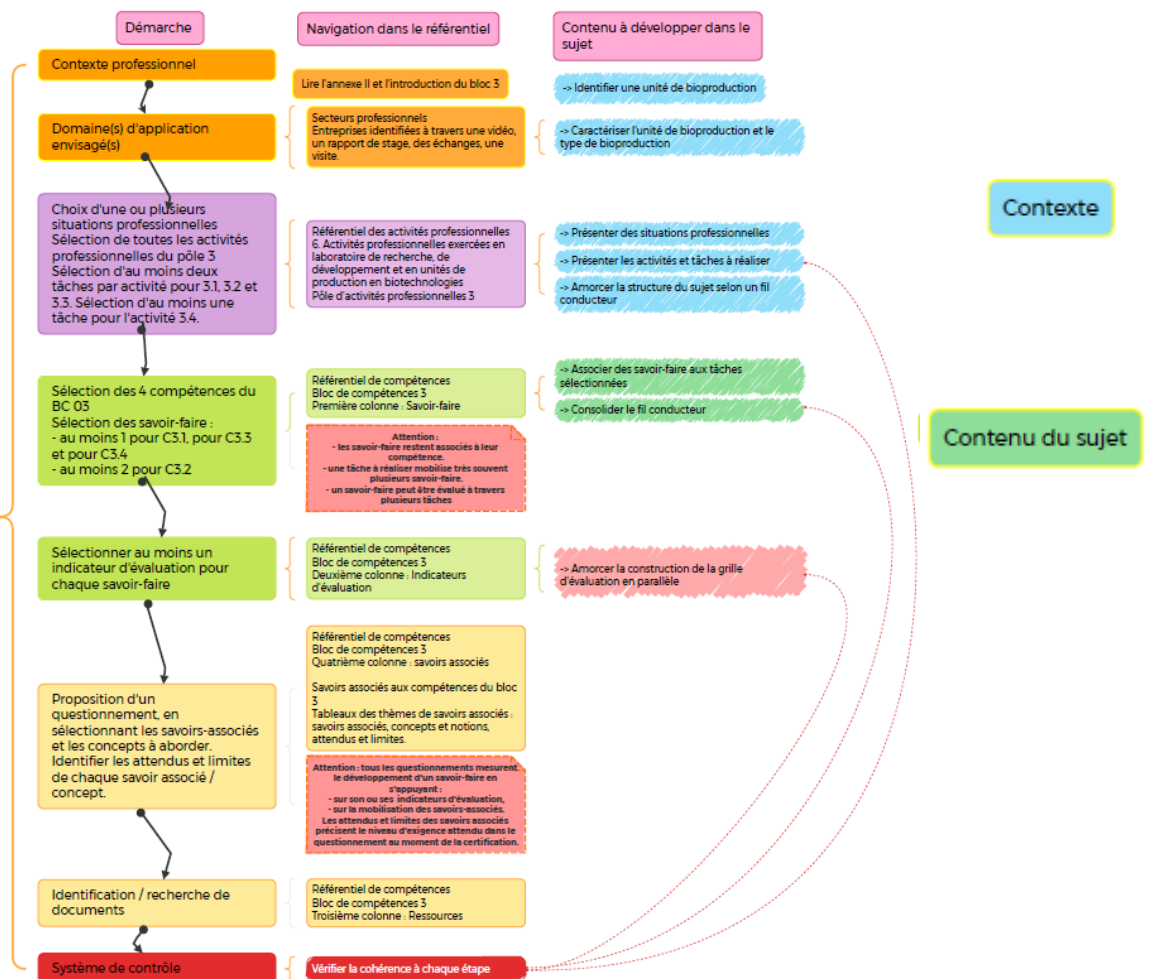 Démarche
Navigation dans le référentiel
Contenu à développer dans le
sujet
Contexte professionnel
Lire l'annexe II et l'introduction du bloc 3
-> Identifier une unité de bioproduction
Domaine(s) d'application
envisagé(s)
Secteurs professionnels
Entreprises identifiées à travers une vidéo,
un rapport de stage, des échanges, une
visite.
-> Caractériser l'unité de bioproduction et le
type de bioproduction
Choix d'une ou plusieurs
situations professionnelles
Sélection de toutes les activités
professionnelles du pôle 3
Sélection d'au moins deux
tâches par activité pour 3.1, 3.2 et
3.3. Sélection d'au moins une
tâche pour l'activité 3.4.
Référentiel des activités professionnelles
6. Activités professionnelles exercées en
laboratoire de recherche, de
développement et en unités de
production en biotechnologies
Pôle d'activités professionnelles 3
-> Présenter des situations professionnelles
-> Présenter les activités et tâches à réaliser
-> Amorcer la structure du sujet selon un fil
conducteur
Contexte
Sélection des 4 compétences du
BC 03
Sélection des savoir-faire :
- au moins 1 pour C3.1, pour C3.3
et pour C3.4
- au moins 2 pour C3.2
Référentiel de compétences
Bloc de compétences 3
Première colonne : Savoir-faire
Attention :
- les savoir-faire restent associés à leur
compétence.
- une tâche à réaliser mobilise très souvent
plusieurs savoir-faire.
- un savoir-faire peut être évalué à travers
plusieurs tâches
-> Associer des savoir-faire aux tâches
sélectionnées
-> Consolider le fil conducteur
Contenu du sujet
Sélectionner au moins un
indicateur d'évaluation pour
chaque savoir-faire
Référentiel de compétences
Bloc de compétences 3
Deuxième colonne : Indicateurs
d'évaluation
-> Amorcer la construction de la grille
d'évaluation en parallèle
Proposition d'un
questionnement, en
sélectionnant les savoirs-associés
et les concepts à aborder.
Identifier les attendus et limites
de chaque savoir associé /
concept.
Référentiel de compétences
Bloc de compétences 3
Quatrième colonne : savoirs associés
Savoirs associés aux compétences du bloc
3
Tableaux des thèmes de savoirs associés :
savoirs associés, concepts et notions,
attendus et limites.
Attention : tous les questionnements mesurent
le développement d'un savoir-faire en
s'appuyant :
- sur son ou ses indicateurs d'évaluation,
- sur la mobilisation des savoirs-associés.
Les attendus et limites des savoirs associés
précisent le niveau d'exigence attendu dans le
questionnement au moment de la certification.
Identification / recherche de
documents
Référentiel de compétences
Bloc de compétences 3
Troisième colonne : Ressources
Système de contrôle
Vérifier la cohérence à chaque étape